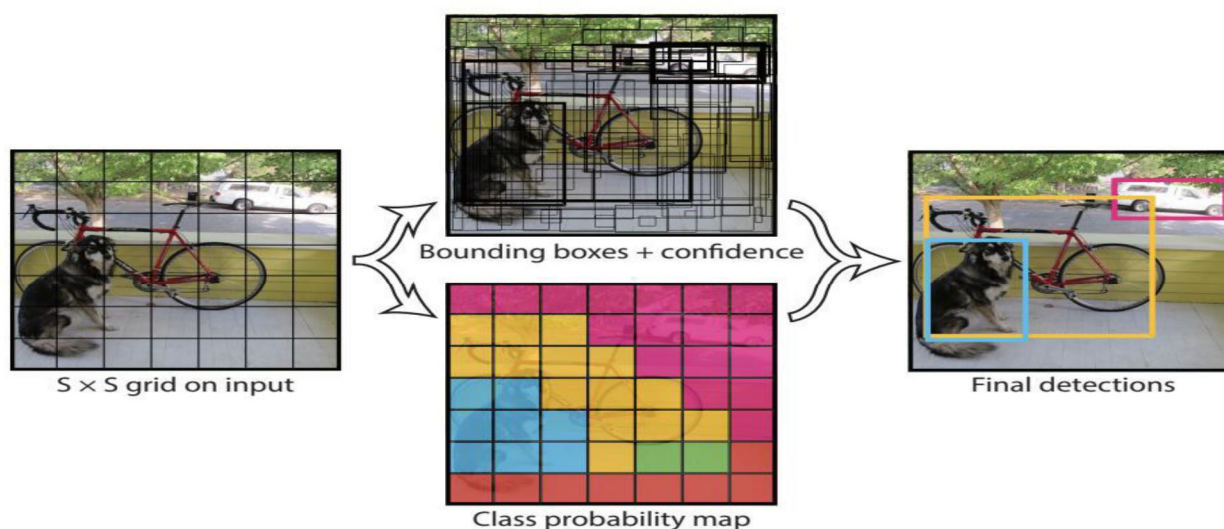 S × S grid on input
Bounding boxes + confidence
Class probability map
Final detections